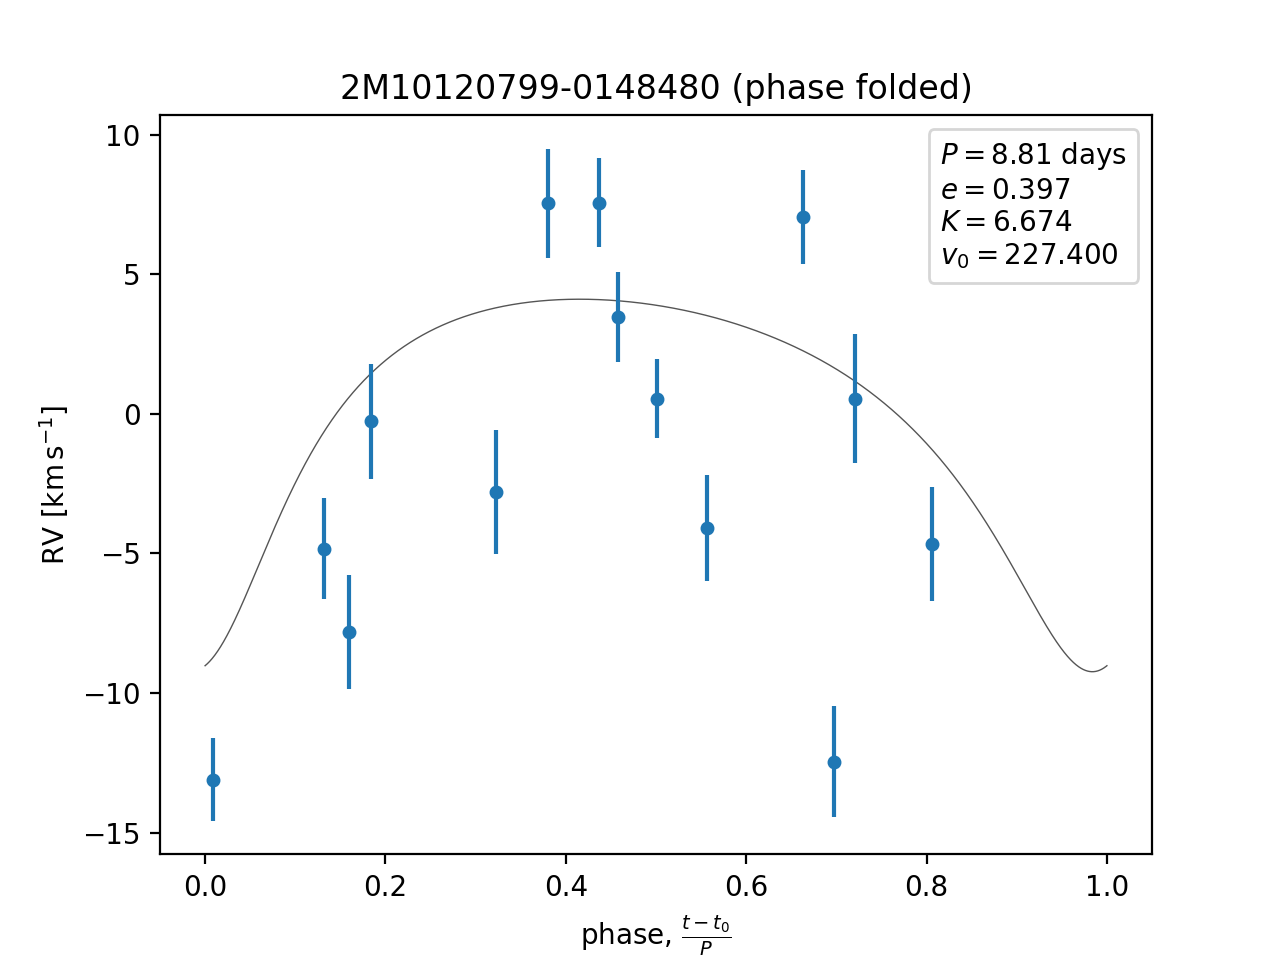 2M10120799-0148480 (phase folded)
P = 8.81 days
e = 0.397
K = 6.674
v₀ = 227.400
10
5
0
−5
−10
−15
RV [km s⁻¹]
0.0 0.2 0.4 0.6 0.8 1.0
phase, (t − t₀)/P